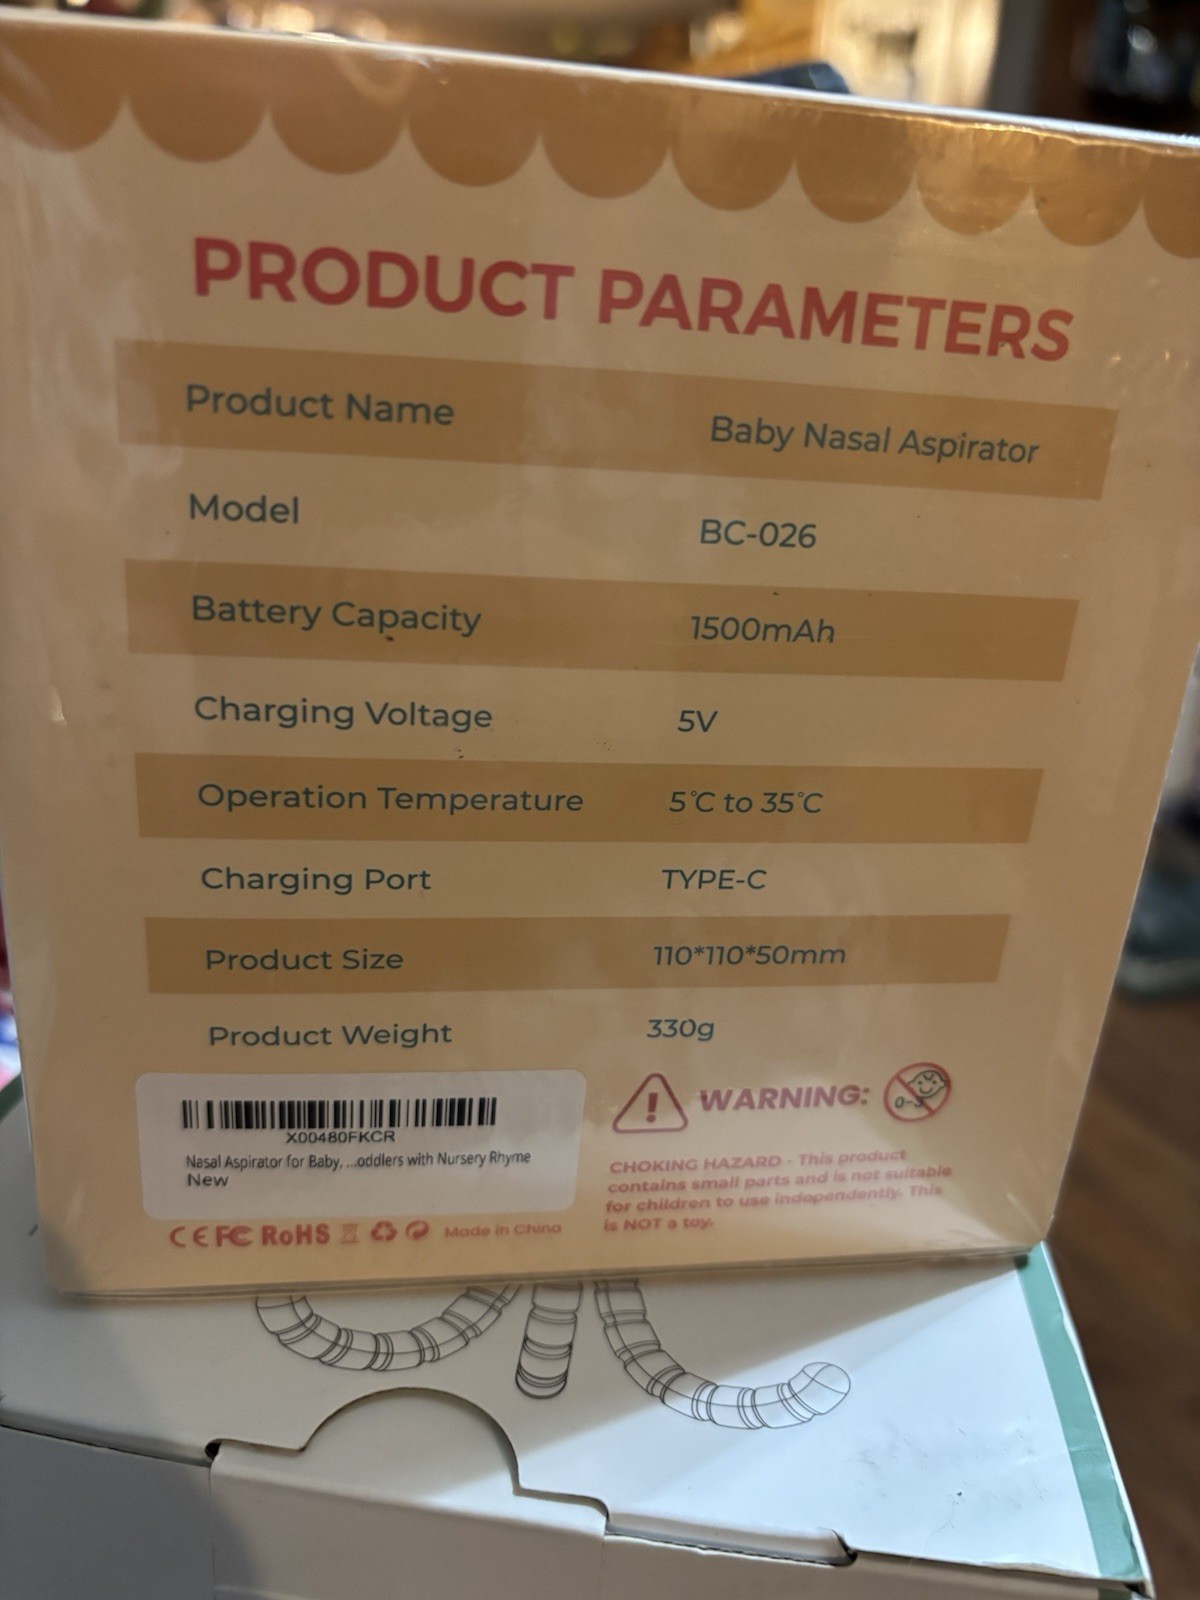 PRODUCT PARAMETERS
Product Name Baby Nasal Aspirator
Model BC-026
Battery Capacity 1500mAh
Charging Voltage 5V
Operation Temperature 5°C to 35°C
Charging Port TYPE-C
Product Size 110*110*50mm
Product Weight 330g
X00480FKCR
Nasal Aspirator for Baby, ...oddlers with Nursery Rhyme
New
CE FC RoHS Made in China
WARNING: 0-3
CHOKING HAZARD - This product
contains small parts and is not suitable
for children to use independently. This
is NOT a toy.